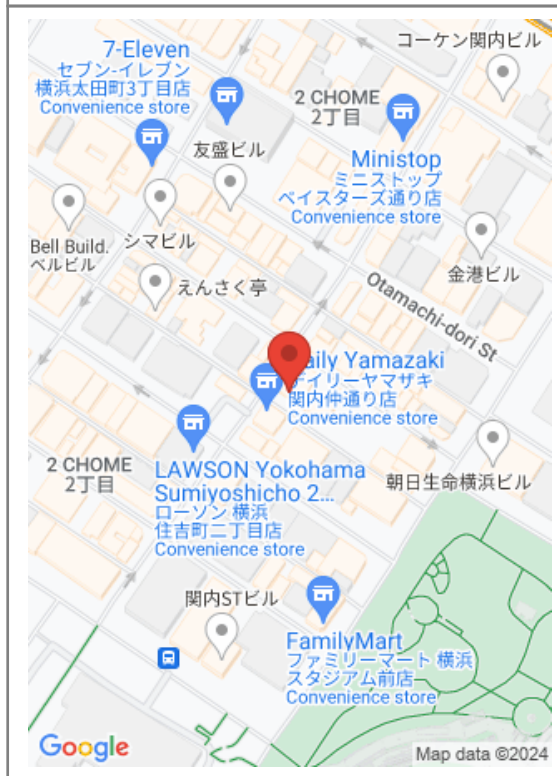 コーケン関内ビル
7-Eleven
セブン-イレブン
横浜太田町3丁目店
Convenience store
2 CHOME
2丁目
友盛ビル
Ministop
ミニストップ
ベイスターズ通り店
Convenience store
Bell Build.
ベルビル
シマビル
えんさく亭
金港ビル
Otamachi-dori St
aily Yamazaki
デイリーヤマザキ
関内仲通り店
Convenience store
2 CHOME
2丁目
LAWSON Yokohama
Sumiyoshicho 2...
ローソン 横浜
住吉町二丁目店
Convenience store
朝日生命横浜ビル
関内STビル
FamilyMart
ファミリーマート 横浜
スタジアム前店
Convenience store
Google
Map data ©2024